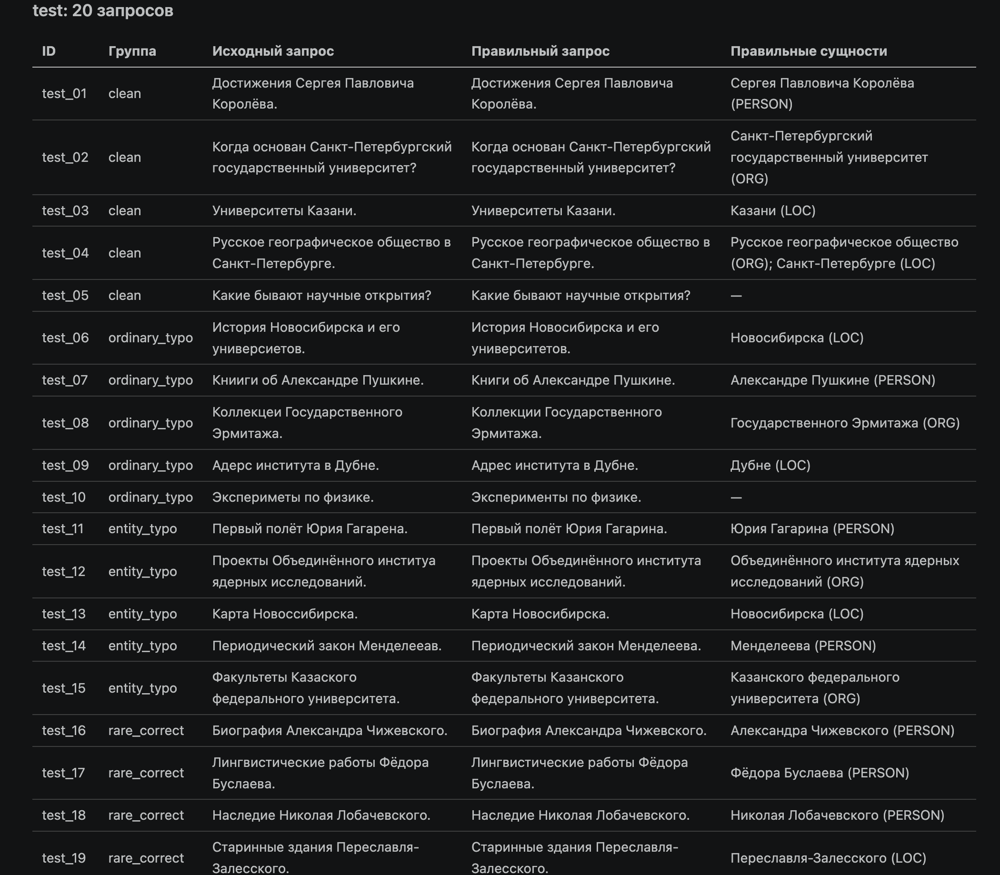 test: 20 запросов
ID Группа Исходный запрос Правильный запрос Правильные сущности
test_01 clean Достижения Сергея Павловича Королёва. Достижения Сергея Павловича Королёва. Сергея Павловича Королёва (PERSON)
test_02 clean Когда основан Санкт-Петербургский государственный университет? Когда основан Санкт-Петербургский государственный университет? Санкт-Петербургский государственный университет (ORG)
test_03 clean Университеты Казани. Университеты Казани. Казани (LOC)
test_04 clean Русское географическое общество в Санкт-Петербурге. Русское географическое общество в Санкт-Петербурге. Русское географическое общество (ORG); Санкт-Петербурге (LOC)
test_05 clean Какие бывают научные открытия? Какие бывают научные открытия? —
test_06 ordinary_typo История Новосибирска и его универсиетов. История Новосибирска и его университетов. Новосибирска (LOC)
test_07 ordinary_typo Книиги об Александре Пушкине. Книги об Александре Пушкине. Александре Пушкине (PERSON)
test_08 ordinary_typo Коллекцеи Государственного Эрмитажа. Коллекции Государственного Эрмитажа. Государственного Эрмитажа (ORG)
test_09 ordinary_typo Адерс института в Дубне. Адрес института в Дубне. Дубне (LOC)
test_10 ordinary_typo Экспериметы по физике. Эксперименты по физике. —
test_11 entity_typo Первый полёт Юрия Гагарена. Первый полёт Юрия Гагарина. Юрия Гагарина (PERSON)
test_12 entity_typo Проекты Объединённого институа ядерных исследований. Проекты Объединённого института ядерных исследований. Объединённого института ядерных исследований (ORG)
test_13 entity_typo Карта Новоссибирска. Карта Новосибирска. Новосибирска (LOC)
test_14 entity_typo Периодический закон Менделееав. Периодический закон Менделеева. Менделеева (PERSON)
test_15 entity_typo Факультеты Казаского федерального университета. Факультеты Казанского федерального университета. Казанского федерального университета (ORG)
test_16 rare_correct Биография Александра Чижевского. Биография Александра Чижевского. Александра Чижевского (PERSON)
test_17 rare_correct Лингвистические работы Фёдора Буслаева. Лингвистические работы Фёдора Буслаева. Фёдора Буслаева (PERSON)
test_18 rare_correct Наследие Николая Лобачевского. Наследие Николая Лобачевского. Николая Лобачевского (PERSON)
test_19 rare_correct Старинные здания Переславля-Залесского. Старинные здания Переславля-Залесского. Переславля-Залесского (LOC)